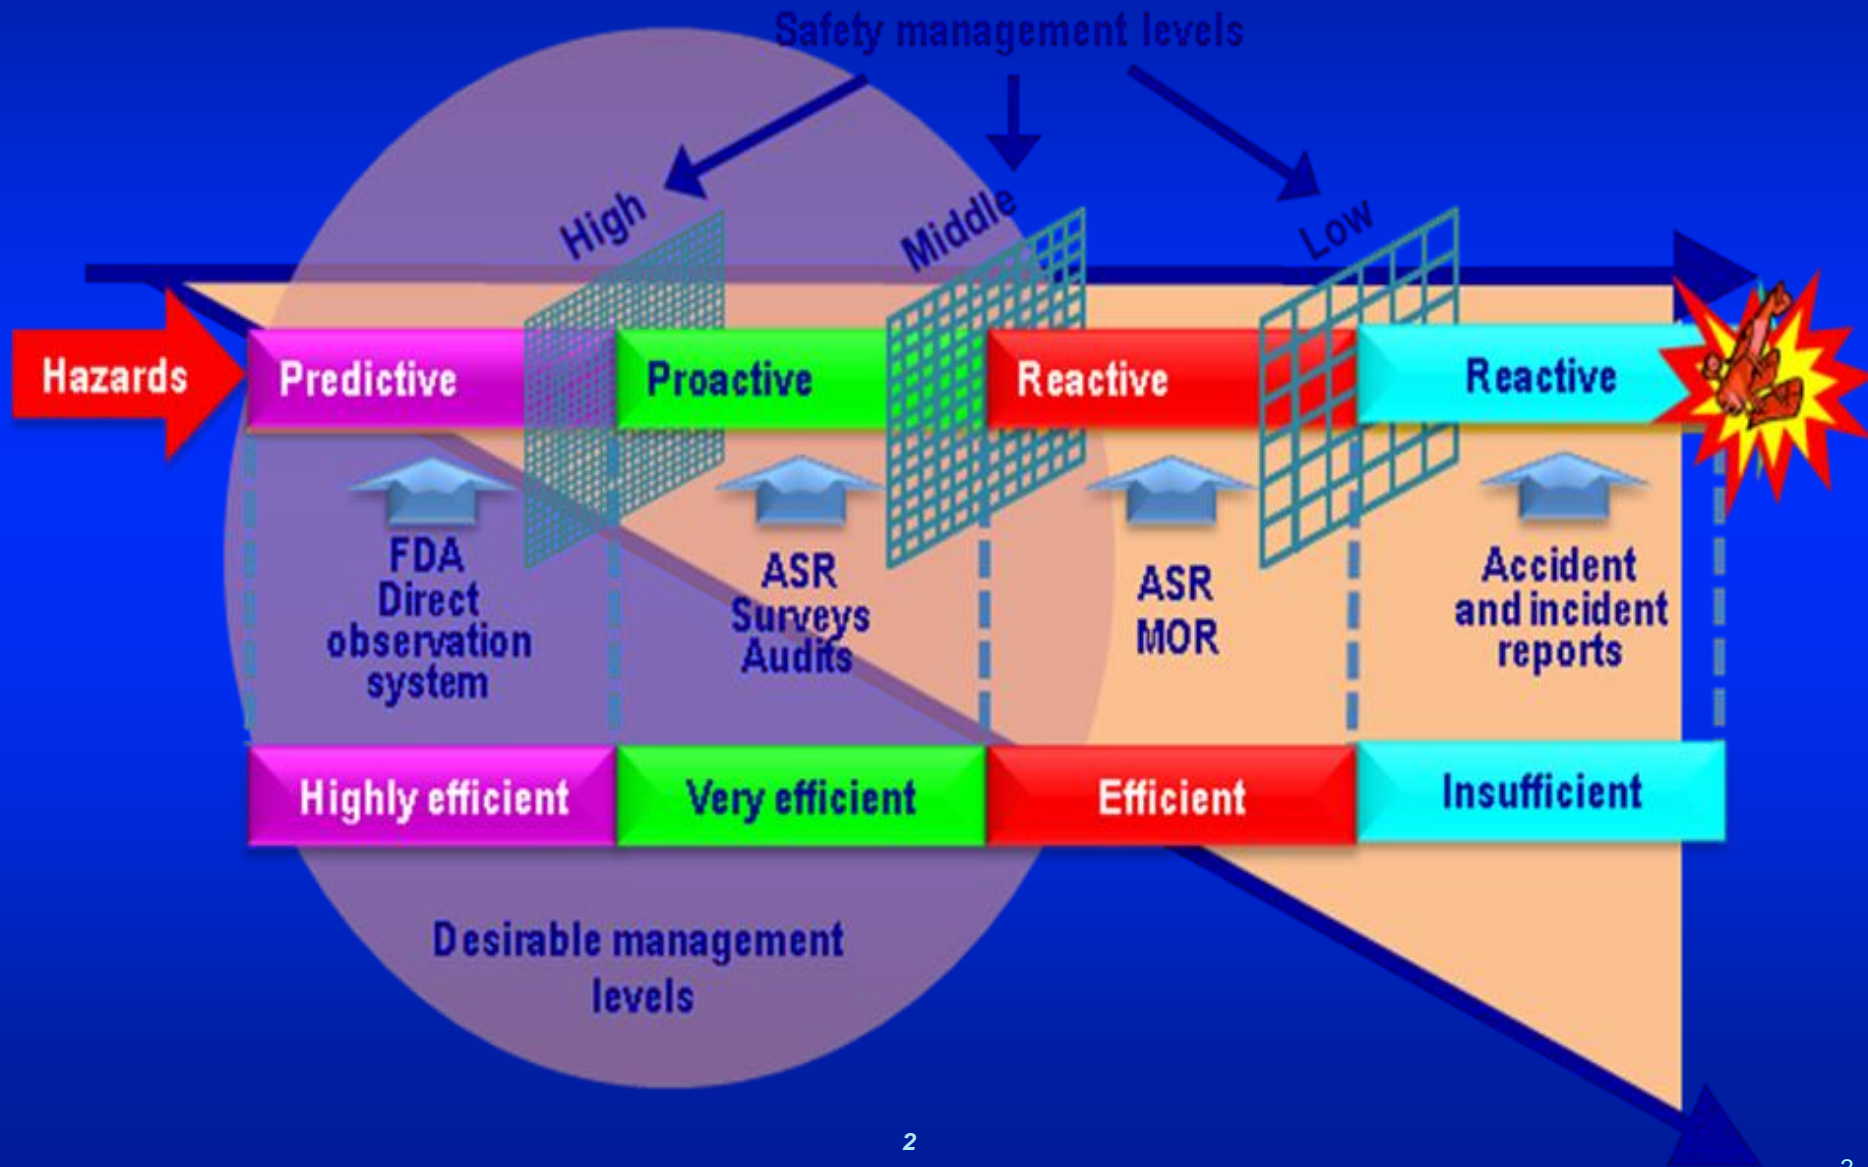 Safety management levels
High
Middle
Low
Hazards
Predictive
Proactive
Reactive
Reactive
FDA
Direct
observation
system
ASR
Surveys
Audits
ASR
MOR
Accident
and incident
reports
Highly efficient
Very efficient
Efficient
Insufficient
Desirable management
levels
2